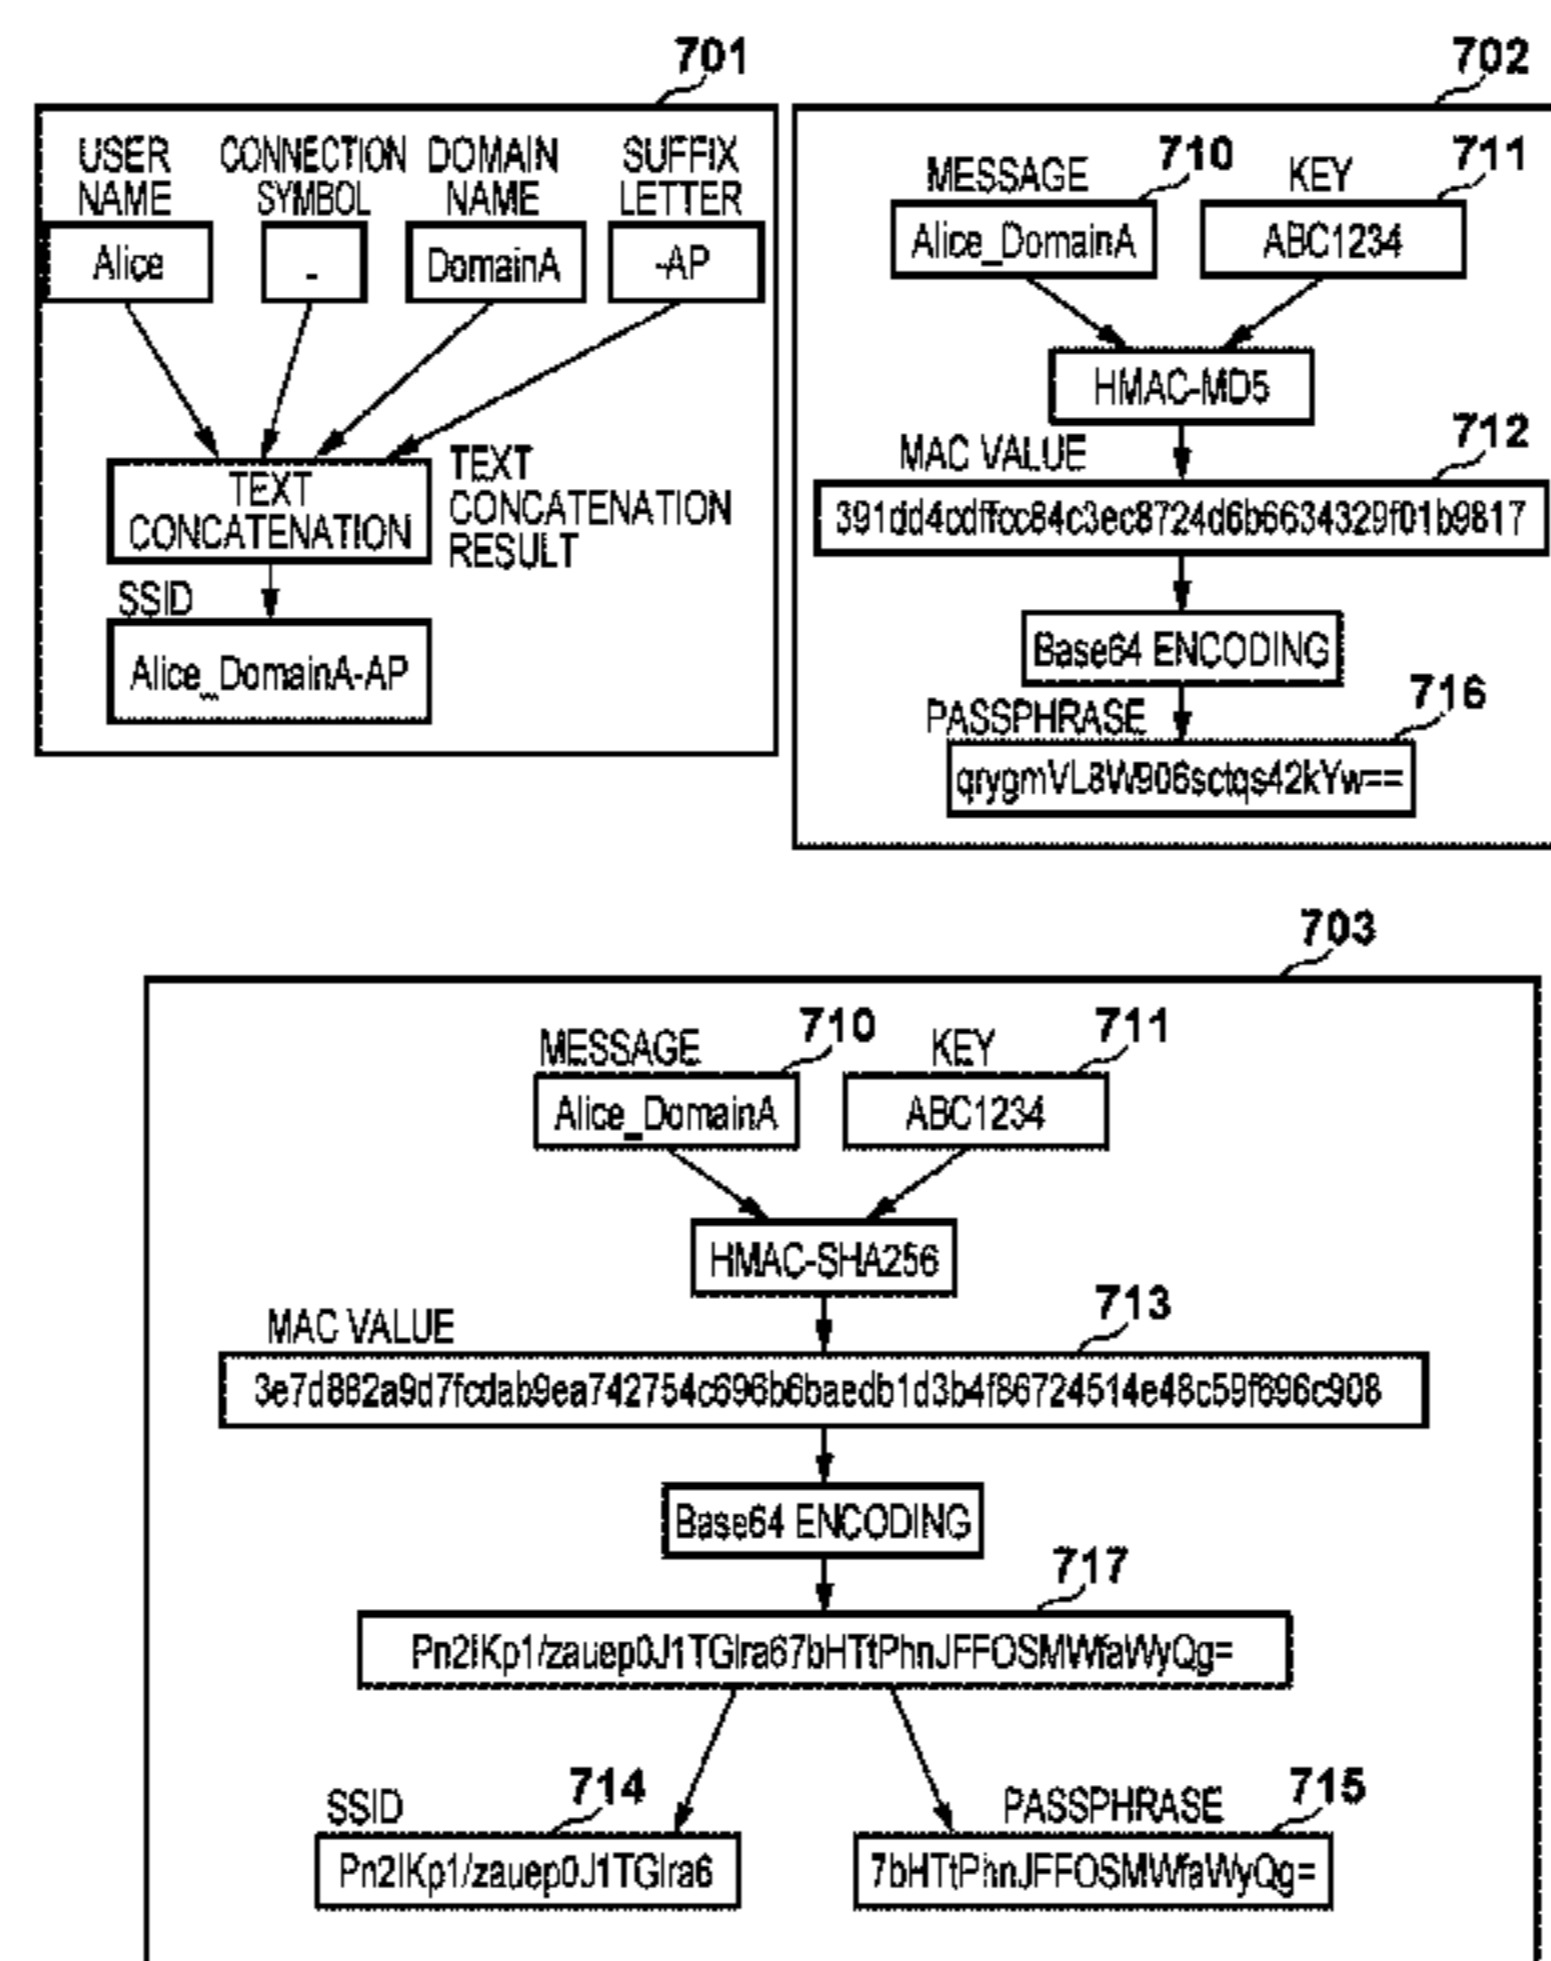 701
USER NAME
CONNECTION SYMBOL
DOMAIN NAME
SUFFIX LETTER
Alice
_
DomainA
-AP
TEXT CONCATENATION
TEXT CONCATENATION RESULT
SSID
Alice_DomainA-AP
702
MESSAGE
710
KEY
711
Alice_DomainA
ABC1234
HMAC-MD5
MAC VALUE
712
391dd4cdffcc84c3ec8724d6b6634329f01b9817
Base64 ENCODING
PASSPHRASE
716
qrygmVL8W906sctqs42kYw==
703
MESSAGE
710
KEY
711
Alice_DomainA
ABC1234
HMAC-SHA256
MAC VALUE
713
3e7d882a9d7fcdab9ea742754c696b6baedb1d3b4f86724514e48c59f696c908
Base64 ENCODING
717
Pn2IKp1/zauep0J1TGlra67bHTtPhnJFFOSMWfaWyQg=
SSID
714
Pn2IKp1/zauep0J1TGlra6
PASSPHRASE
715
7bHTtPhnJFFOSMWfaWyQg=